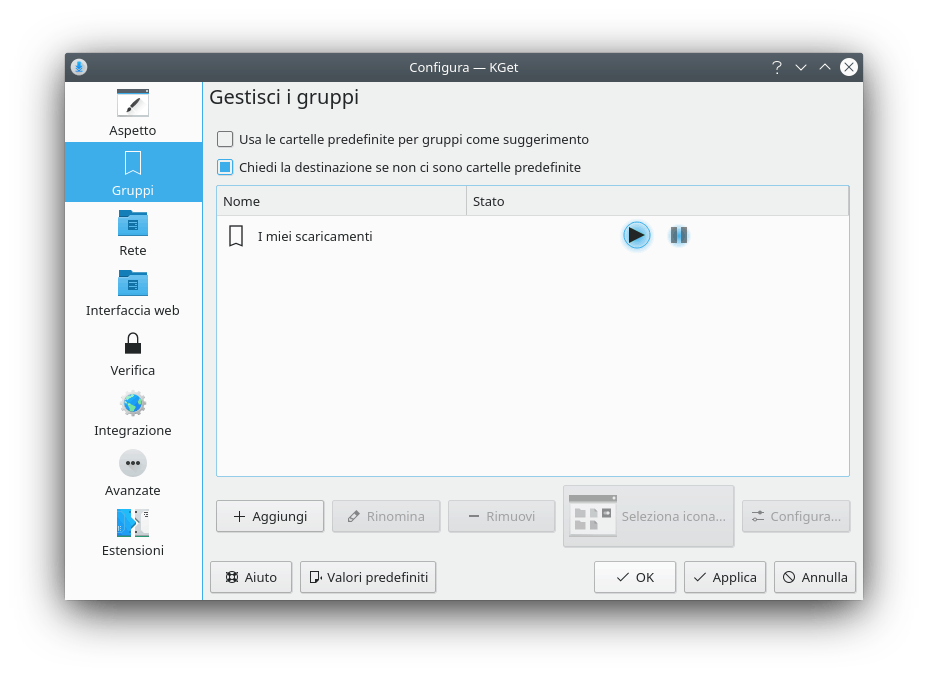 Configura — KGet
Aspetto
Gruppi
Rete
Interfaccia web
Verifica
Integrazione
Avanzate
Estensioni
Gestisci i gruppi
Usa le cartelle predefinite per gruppi come suggerimento
Chiedi la destinazione se non ci sono cartelle predefinite
Nome Stato
I miei scaricamenti
Aggiungi Rinomina Rimuovi Seleziona icona... Configura...
Aiuto Valori predefiniti OK Applica Annulla